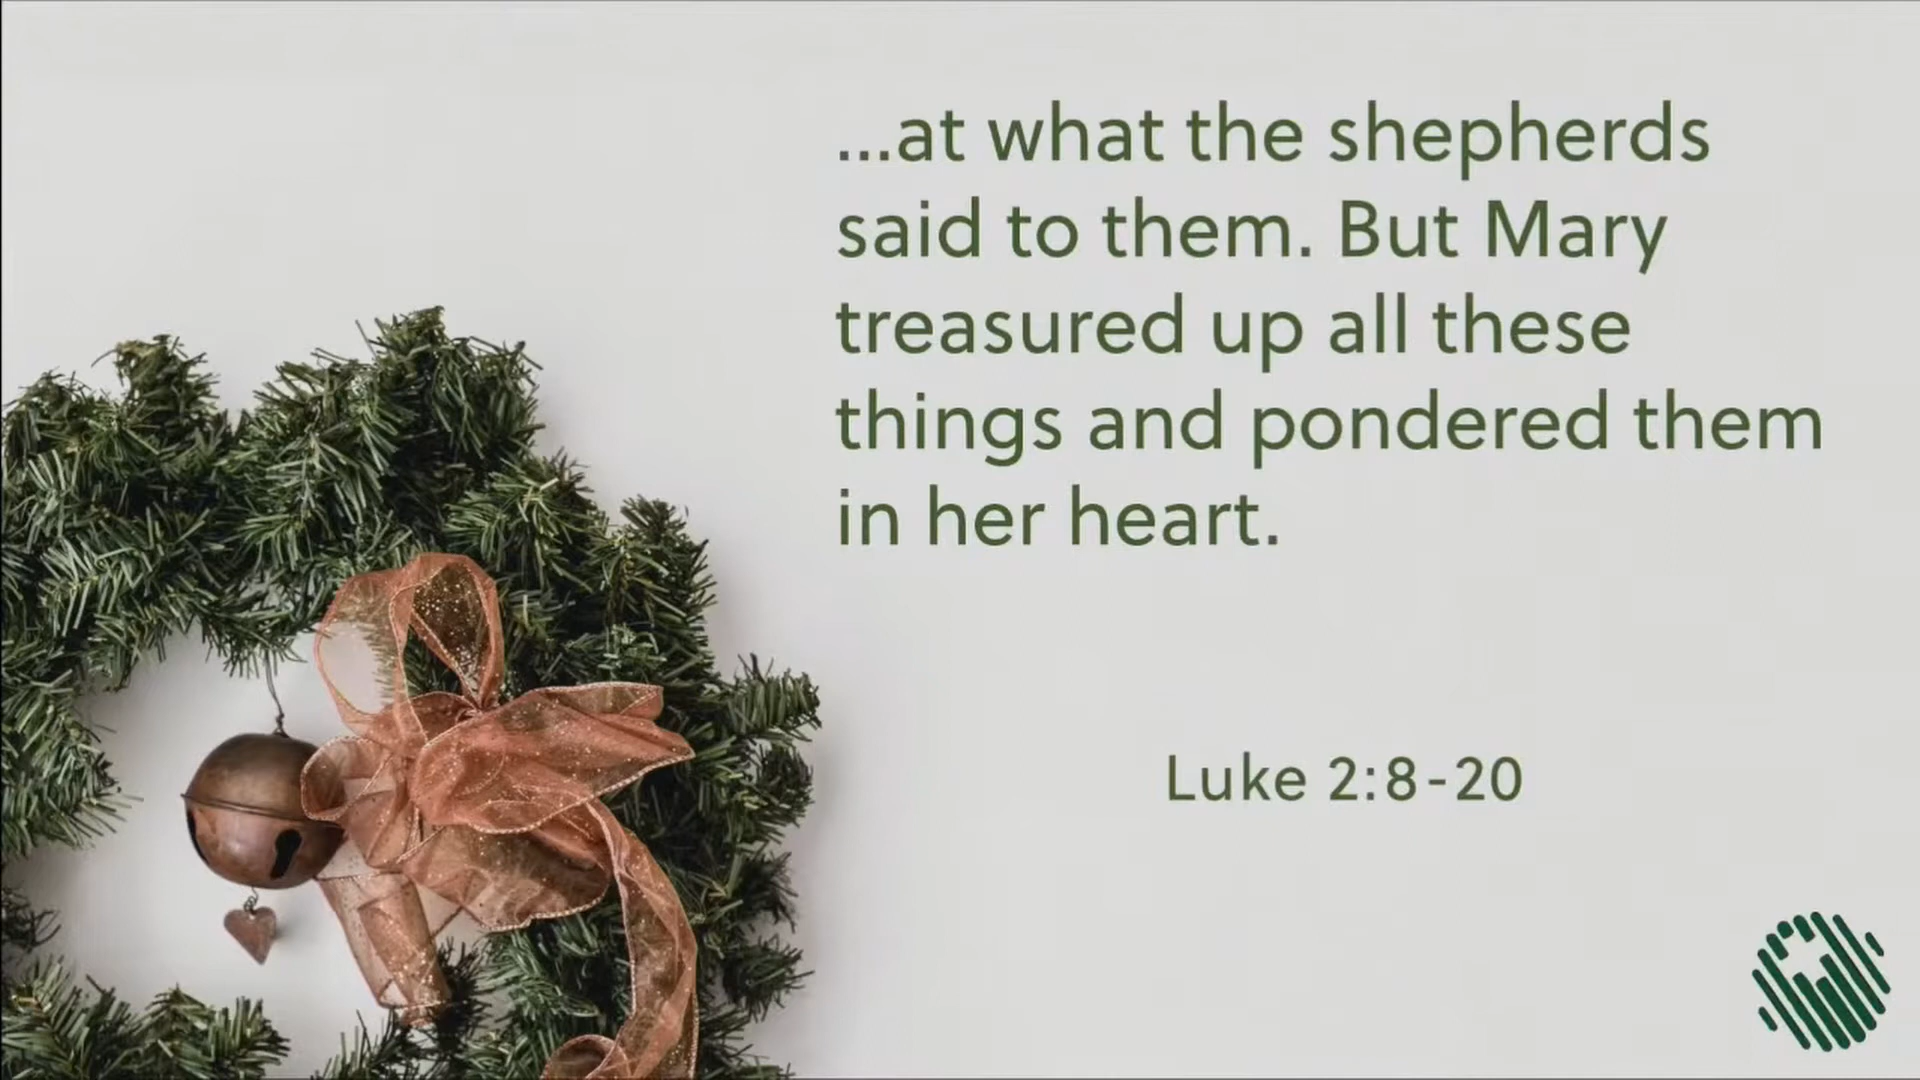 ...at what the shepherds
said to them. But Mary
treasured up all these
things and pondered them
in her heart.
Luke 2:8-20